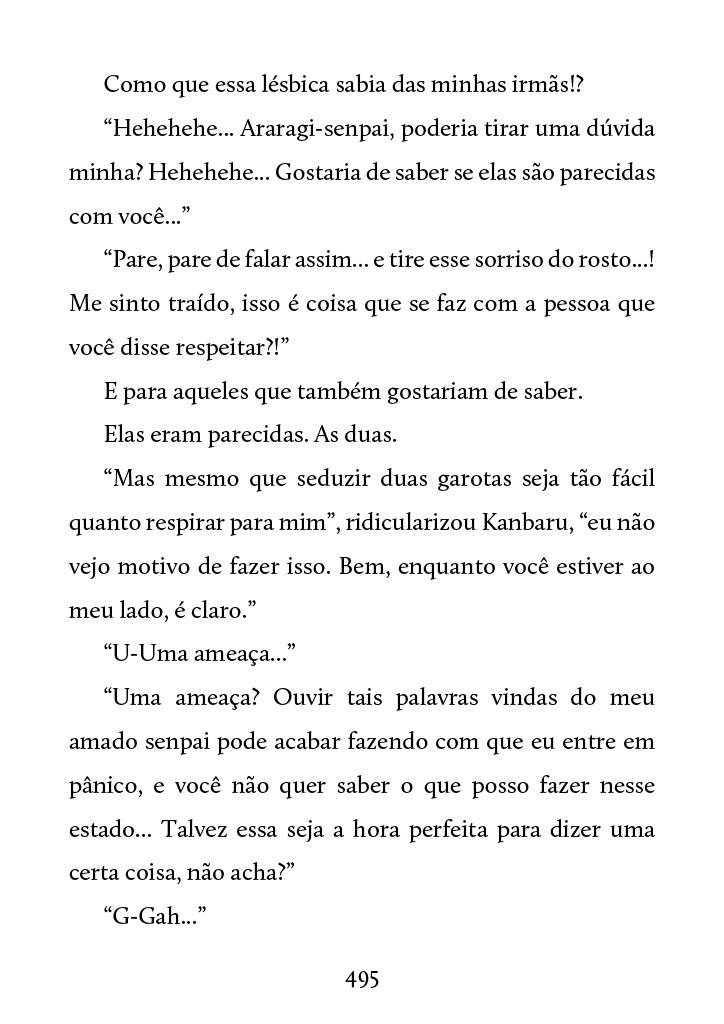 Como que essa lésbica sabia das minhas irmãs!?
“Hehehehe... Araragi-senpai, poderia tirar uma dúvida
minha? Hehehehe... Gostaria de saber se elas são parecidas
com você...”
“Pare, pare de falar assim... e tire esse sorriso do rosto...!
Me sinto traído, isso é coisa que se faz com a pessoa que
você disse respeitar?!”
E para aqueles que também gostariam de saber.
Elas eram parecidas. As duas.
“Mas mesmo que seduzir duas garotas seja tão fácil
quanto respirar para mim”, ridicularizou Kanbaru, “eu não
vejo motivo de fazer isso. Bem, enquanto você estiver ao
meu lado, é claro.”
“U-Uma ameaça...”
“Uma ameaça? Ouvir tais palavras vindas do meu
amado senpai pode acabar fazendo com que eu entre em
pânico, e você não quer saber o que posso fazer nesse
estado... Talvez essa seja a hora perfeita para dizer uma
certa coisa, não acha?”
“G-Gah...”
495